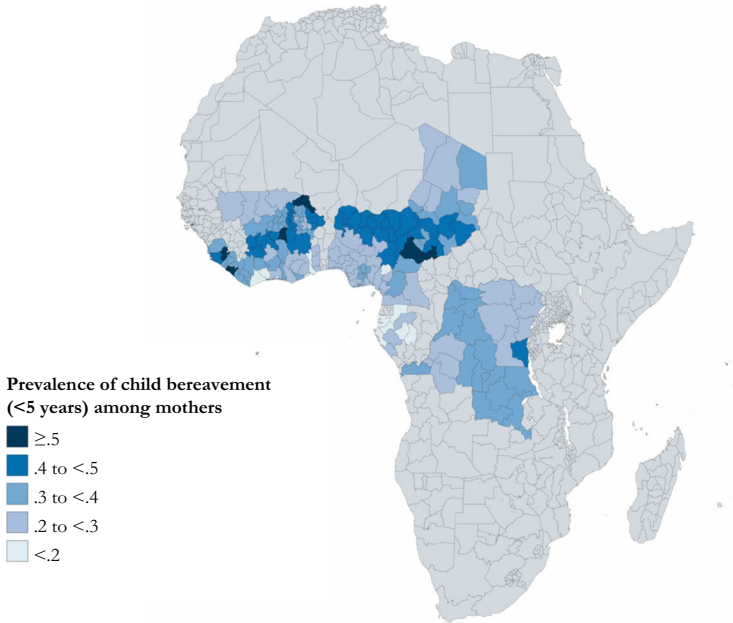 Prevalence of child bereavement
(<5 years) among mothers
≥.5
.4 to <.5
.3 to <.4
.2 to <.3
<.2